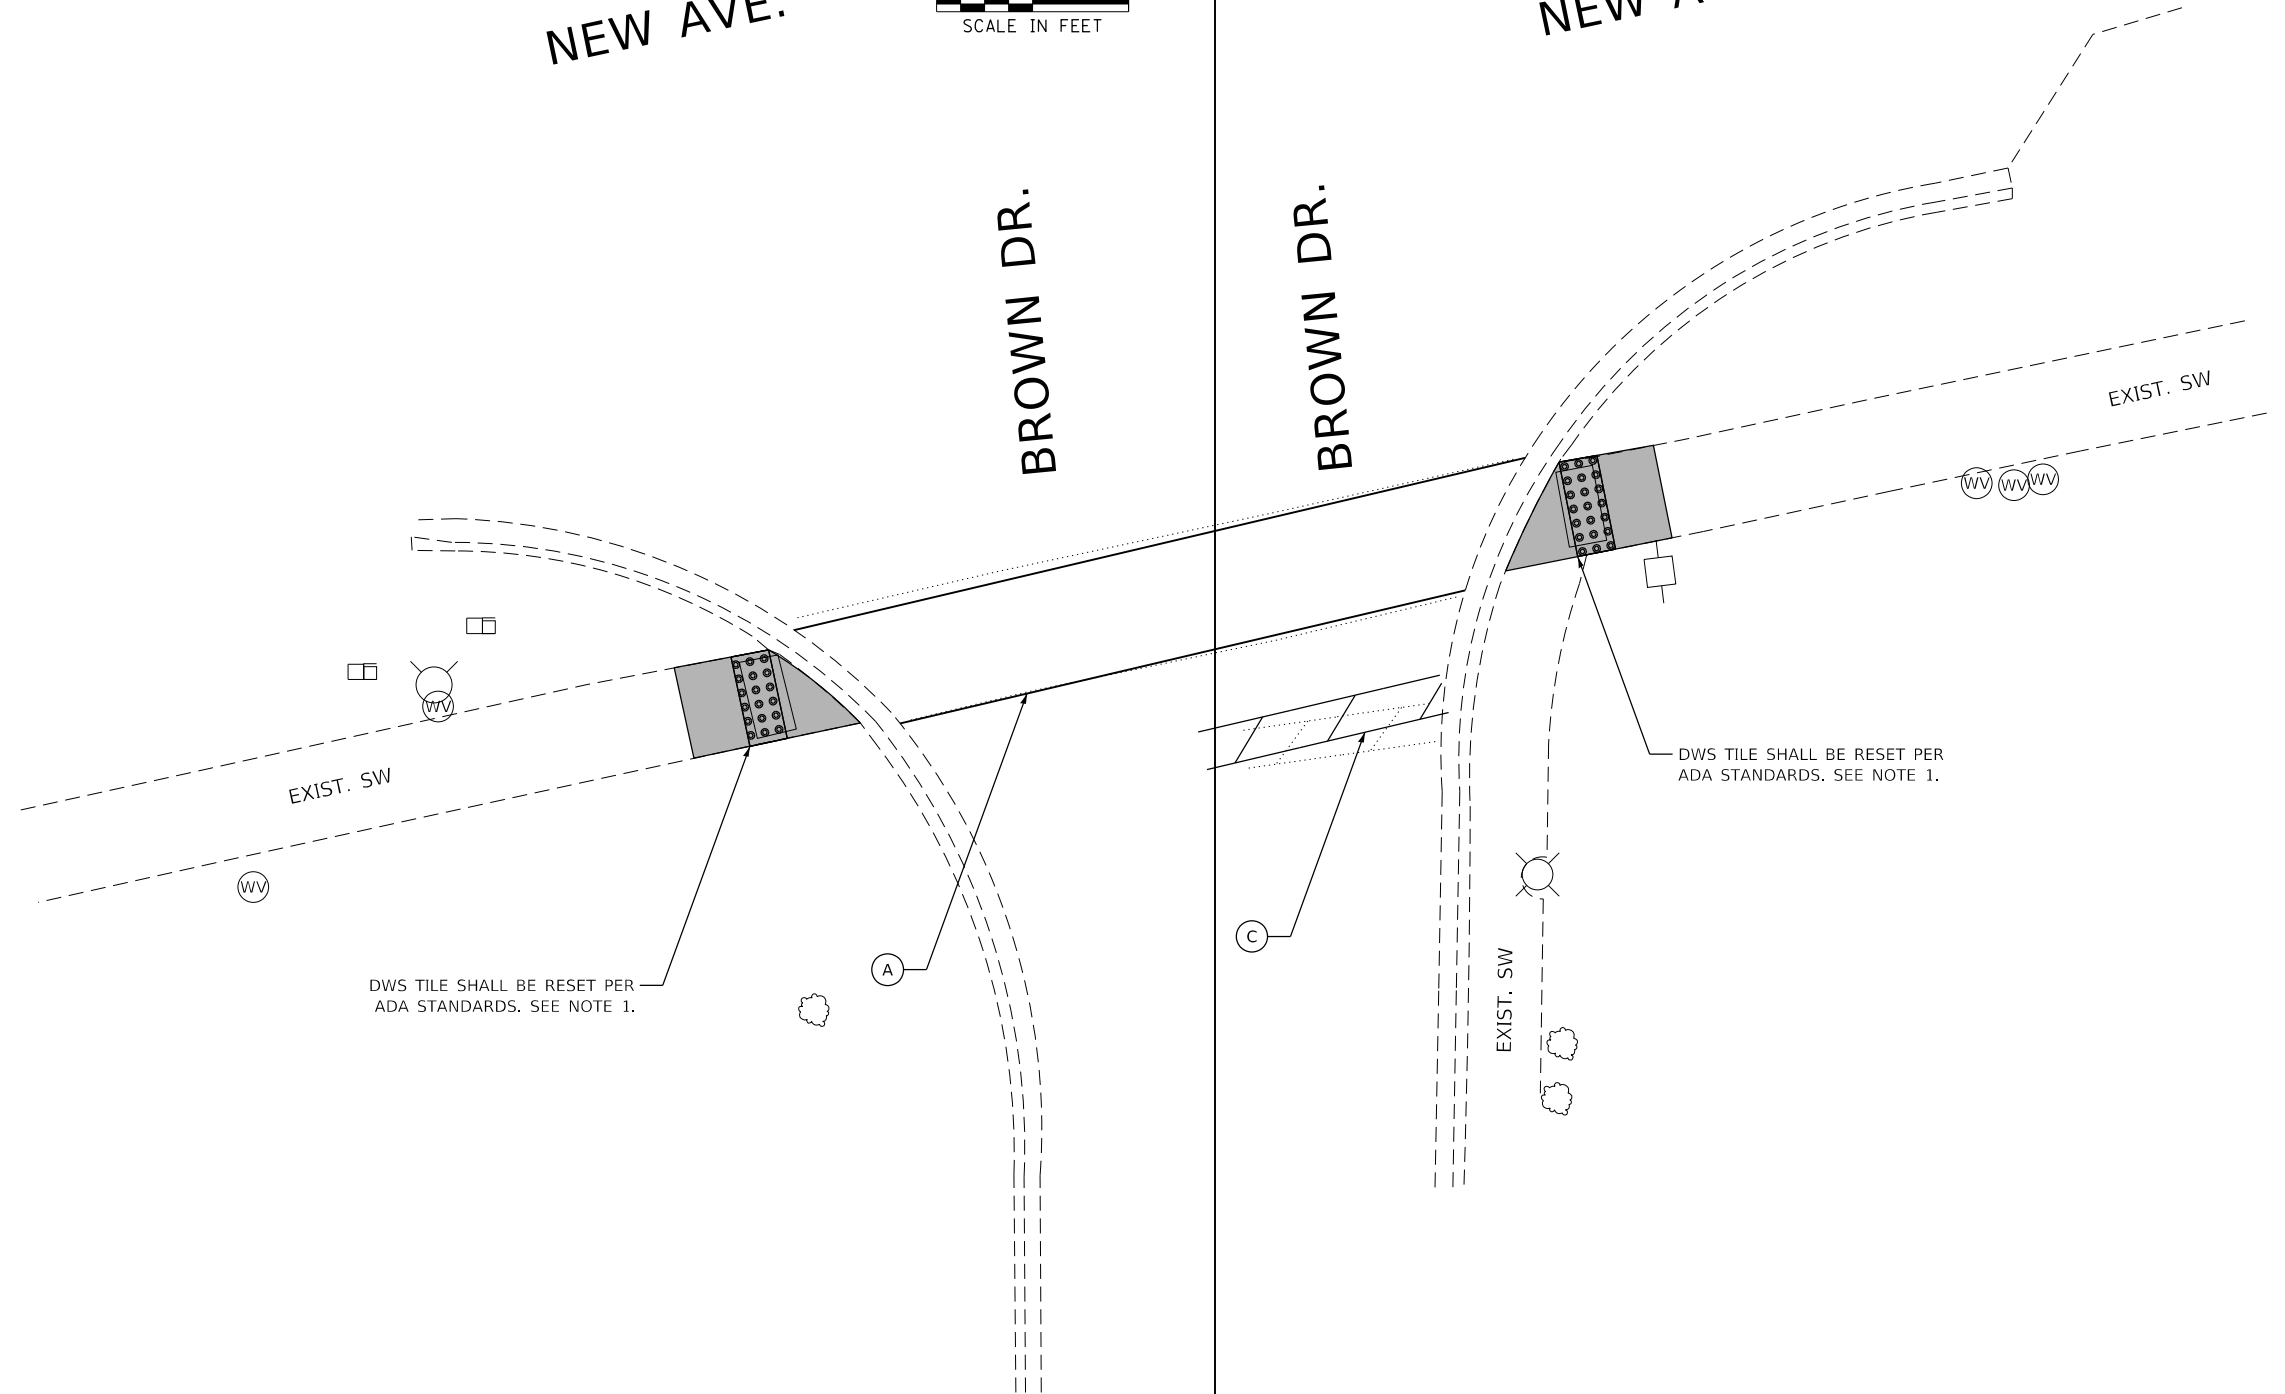 NEW AVE.
SCALE IN FEET
NEW
BROWN DR.
BROWN DR.
EXIST. SW
WV
WV
WV
WV
EXIST. SW
WV
DWS TILE SHALL BE RESET PER
ADA STANDARDS. SEE NOTE 1.
DWS TILE SHALL BE RESET PER
ADA STANDARDS. SEE NOTE 1.
A
C
EXIST. SW